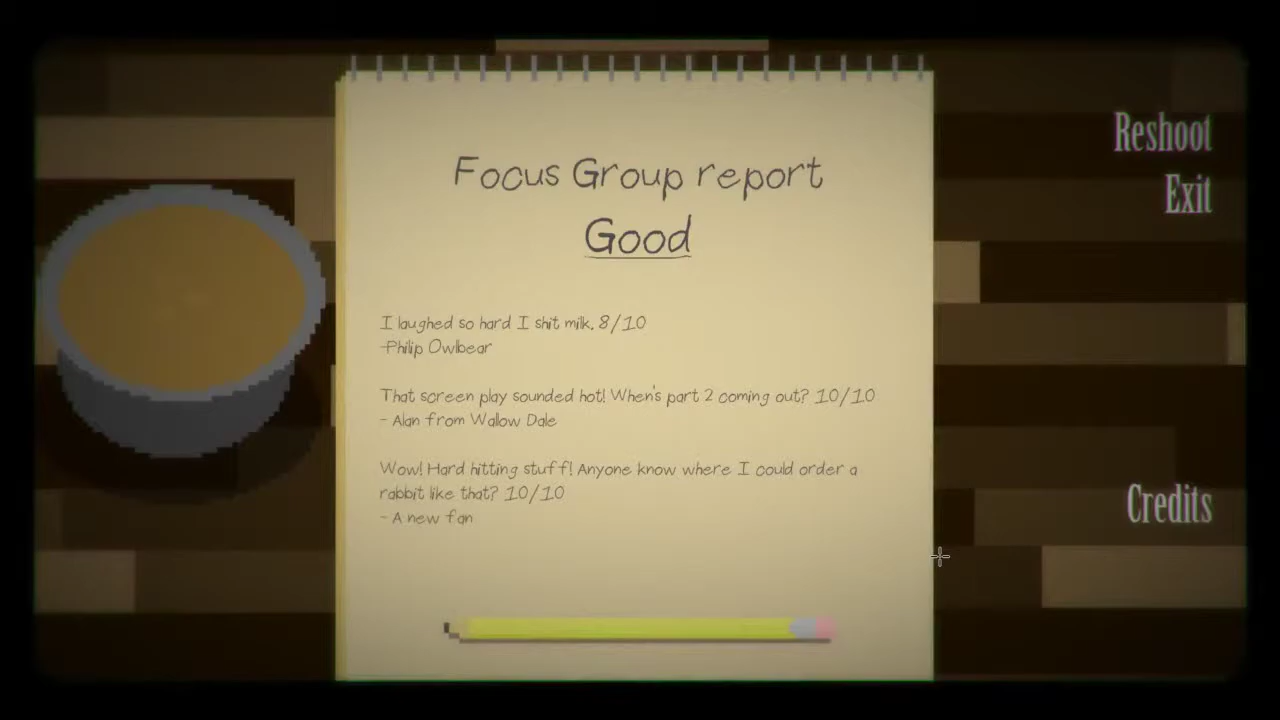 Focus Group report
Good
I laughed so hard I shit milk. 8/10
-Philip Owlbear
That screen play sounded hot! When's part 2 coming out? 10/10
- Alan from Wallow Dale
Wow! Hard hitting stuff! Anyone know where I could order a
rabbit like that? 10/10
- A new fan
Reshoot
Exit
Credits